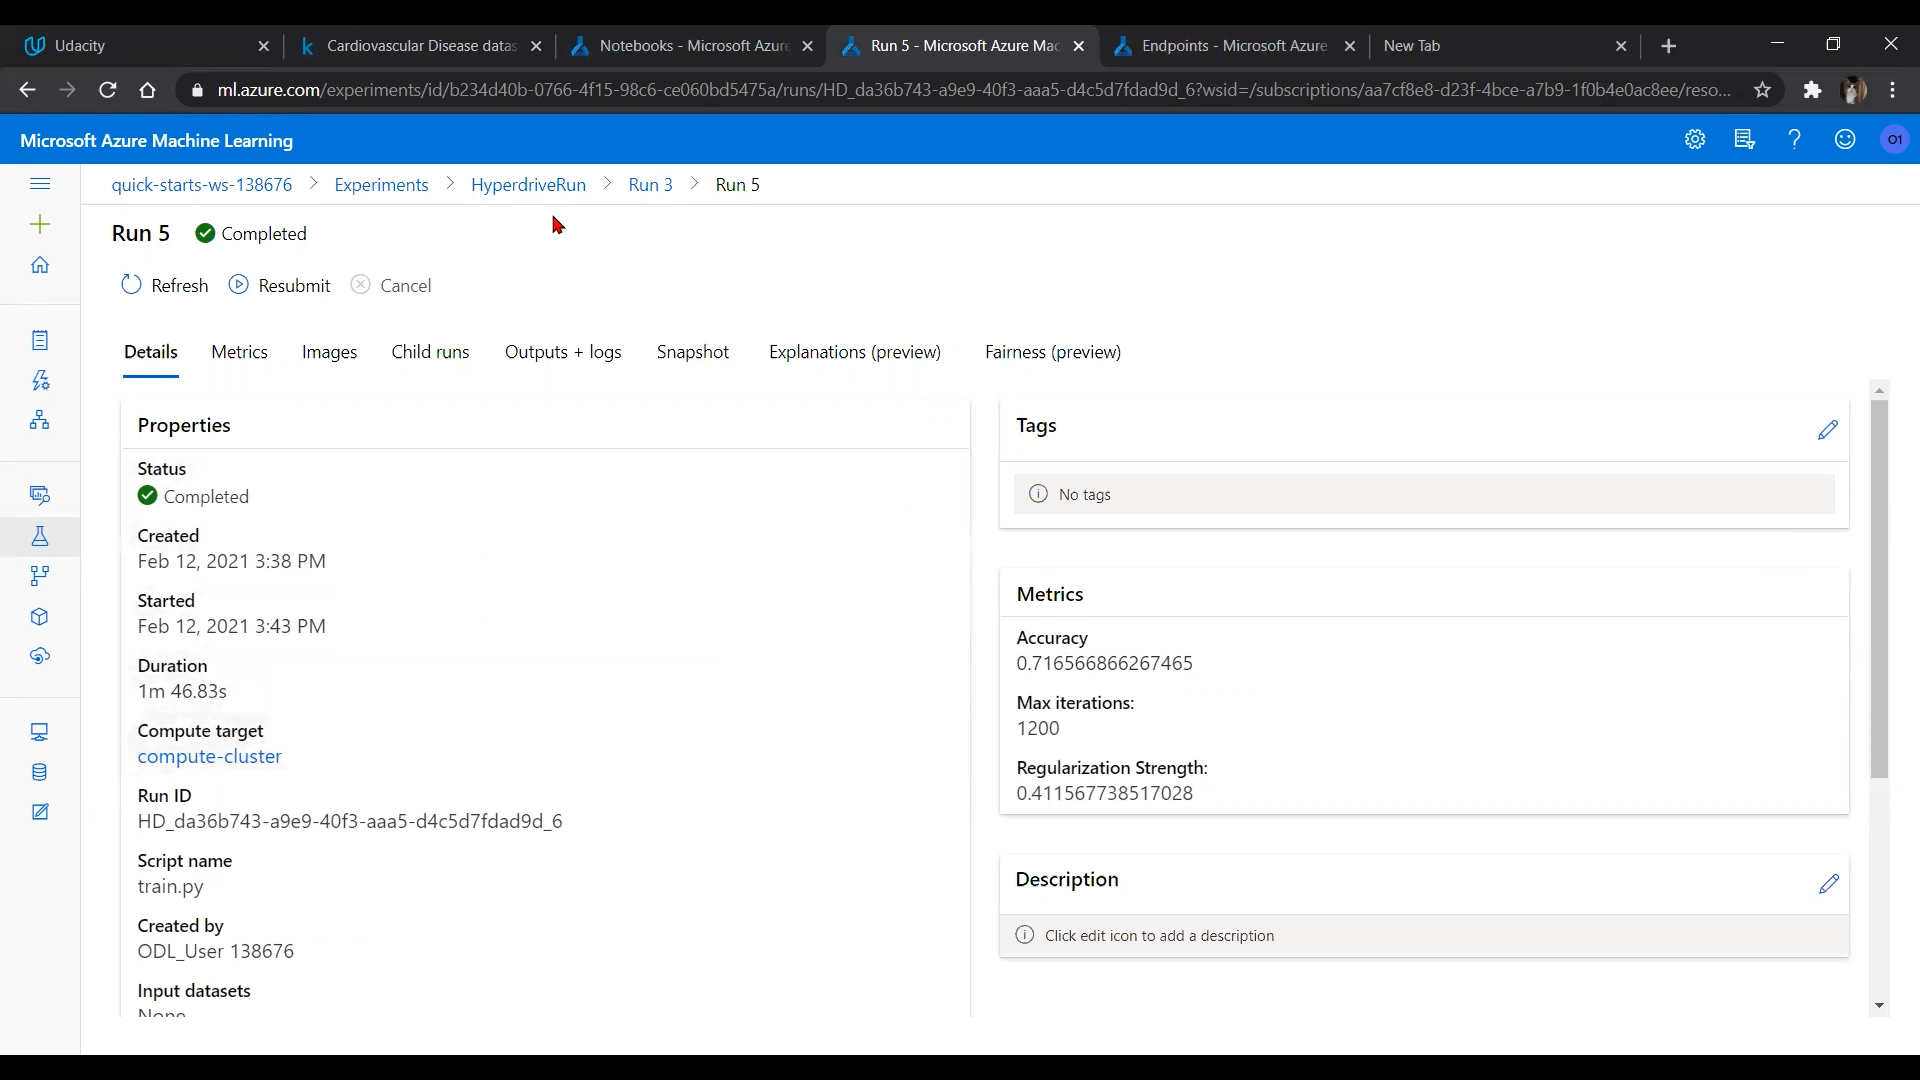 Udacity
Cardiovascular Disease datas
Notebooks - Microsoft Azure
Run 5 - Microsoft Azure Mac
Endpoints - Microsoft Azure
New Tab
ml.azure.com/experiments/id/b234d40b-0766-4f15-98c6-ce060bd5475a/runs/HD_da36b743-a9e9-40f3-aaa5-d4c5d7fdad9d_6?wsid=/subscriptions/aa7cf8e8-d23f-4bce-a7b9-1f0b4e0ac8ee/reso...
Microsoft Azure Machine Learning
O1
quick-starts-ws-138676 > Experiments > HyperdriveRun > Run 3 > Run 5
Run 5 Completed
Refresh Resubmit Cancel
Details Metrics Images Child runs Outputs + logs Snapshot Explanations (preview) Fairness (preview)
Properties
Status
Completed
Created
Feb 12, 2021 3:38 PM
Started
Feb 12, 2021 3:43 PM
Duration
1m 46.83s
Compute target
compute-cluster
Run ID
HD_da36b743-a9e9-40f3-aaa5-d4c5d7fdad9d_6
Script name
train.py
Created by
ODL_User 138676
Input datasets
None
Tags
No tags
Metrics
Accuracy
0.716566866267465
Max iterations:
1200
Regularization Strength:
0.411567738517028
Description
Click edit icon to add a description